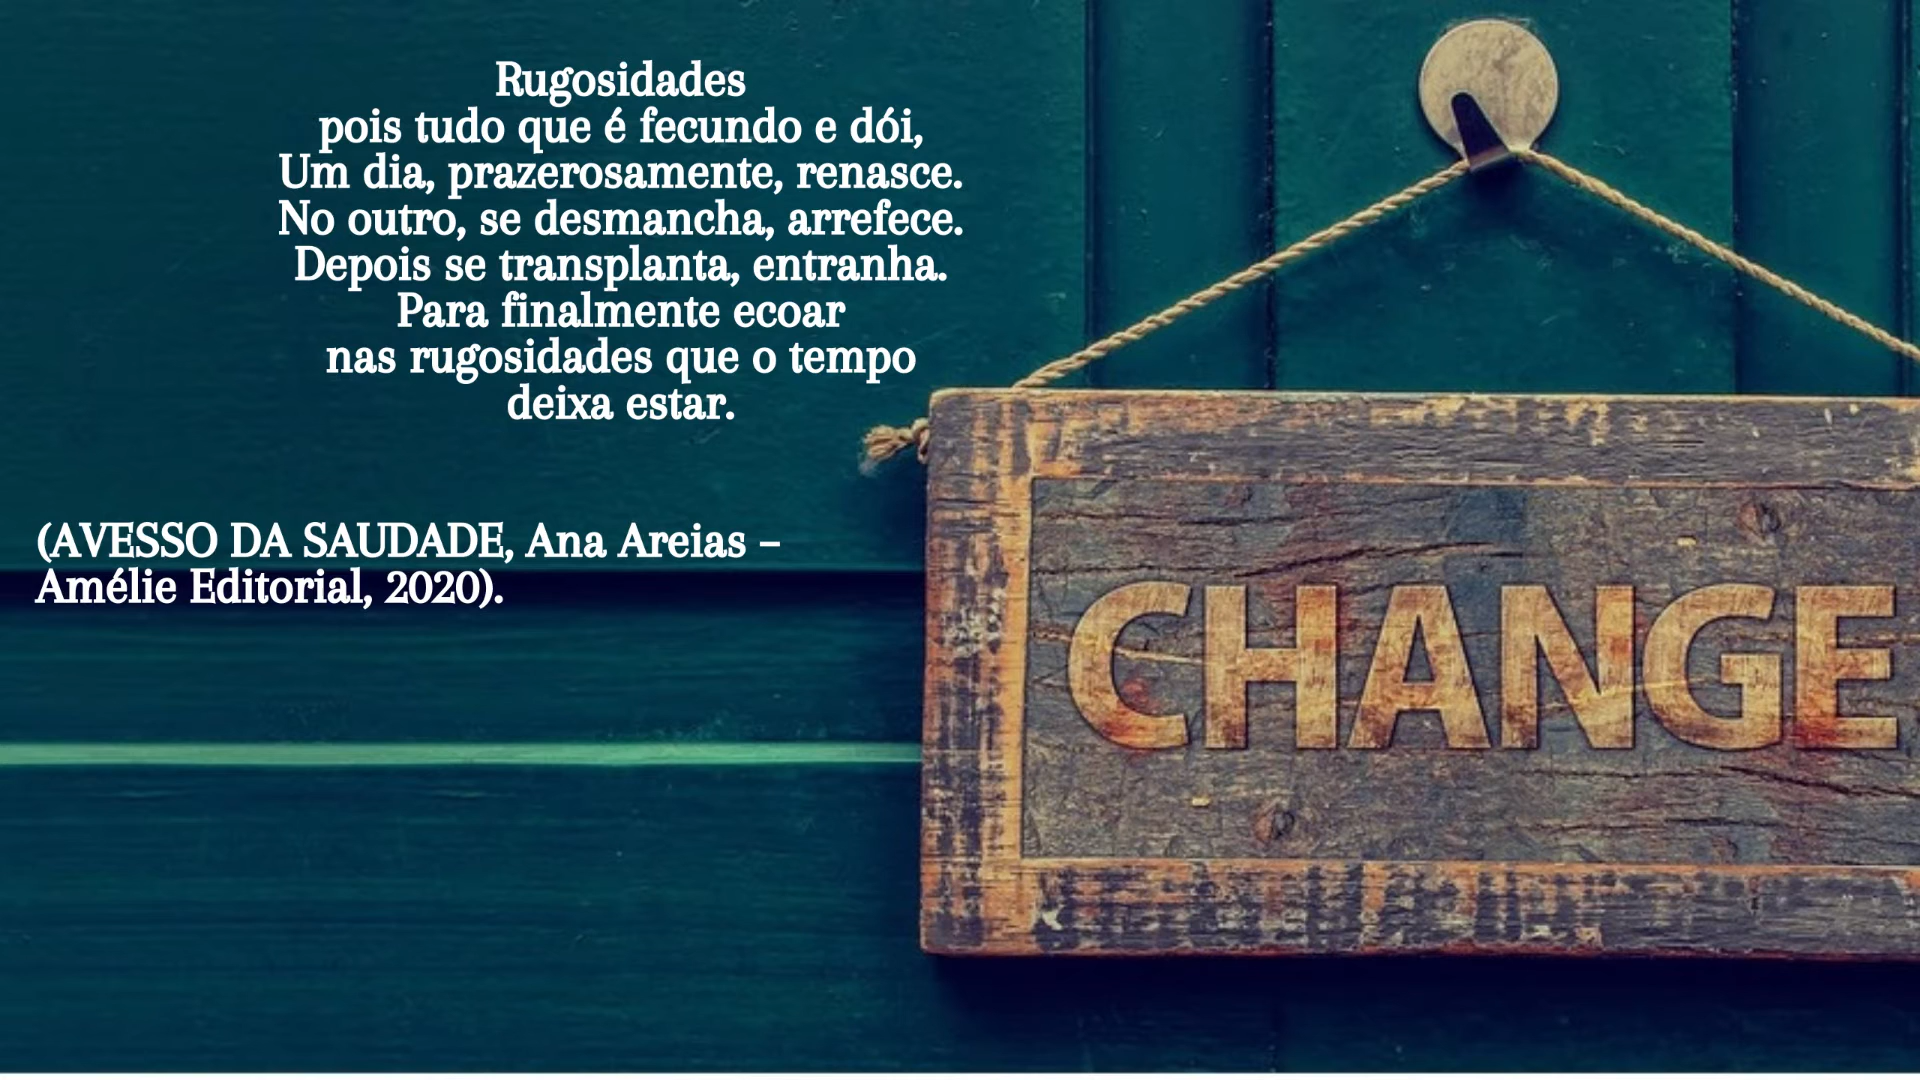 Rugosidades
pois tudo que é fecundo e dói,
Um dia, prazerosamente, renasce.
No outro, se desmancha, arrefece.
Depois se transplanta, entranha.
Para finalmente ecoar
nas rugosidades que o tempo
deixa estar.
(AVESSO DA SAUDADE, Ana Areias –
Amélie Editorial, 2020).
CHANGE